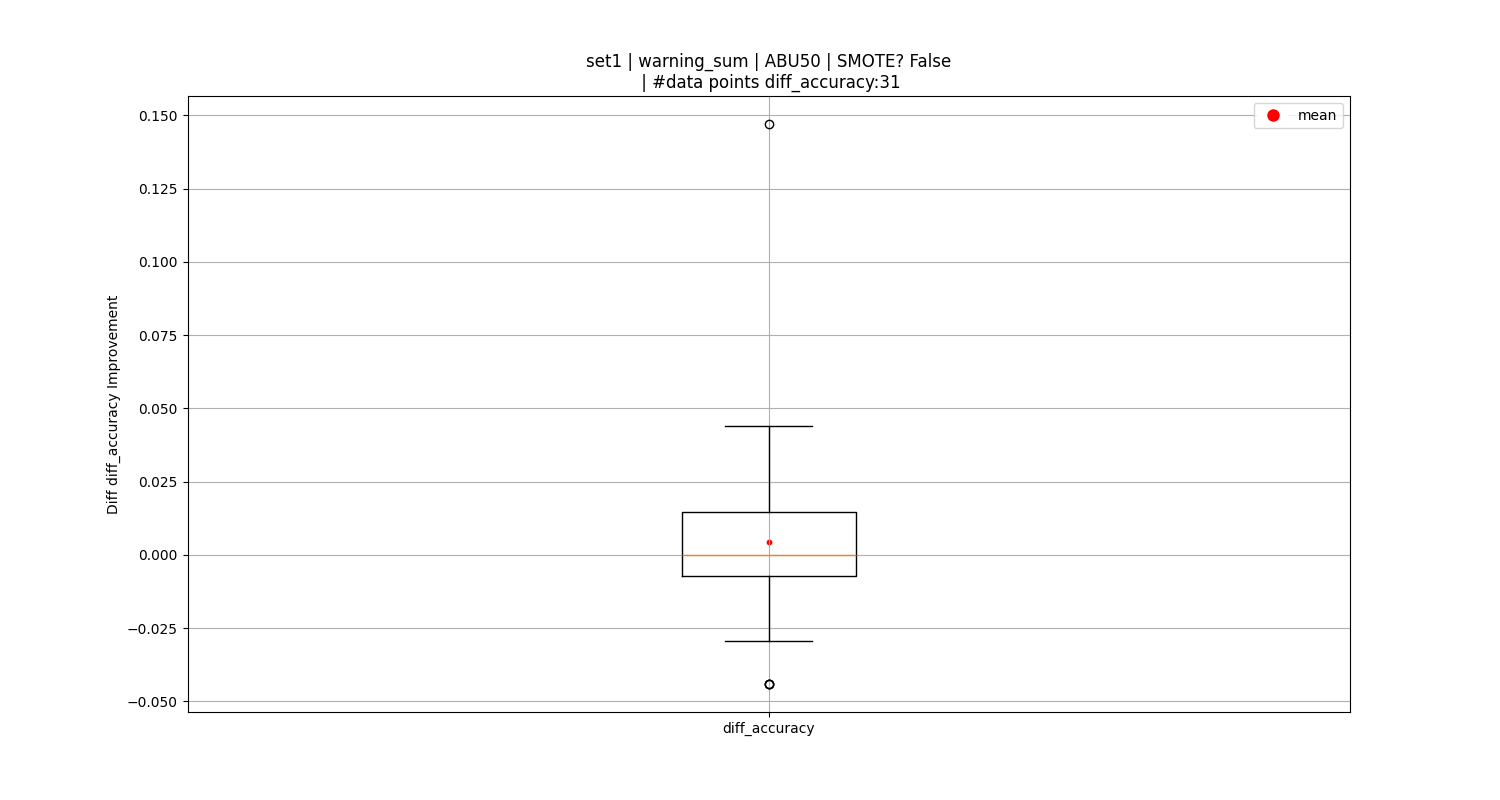 set1 | warning_sum | ABU50 | SMOTE? False
| #data points diff_accuracy:31
mean
0.150
0.125
0.100
0.075
0.050
0.025
0.000
−0.025
−0.050
Diff diff_accuracy Improvement
diff_accuracy